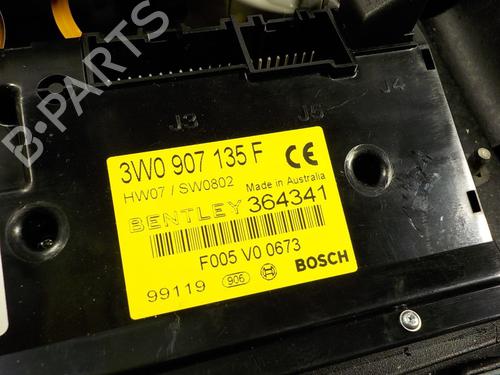 B-PARTS
J3
J5
J4
3W0 907 135 F
CE
HW07 / SW0802
Made in Australia
BENTLEY 364341
F005 V0 0673
99119
906
BOSCH